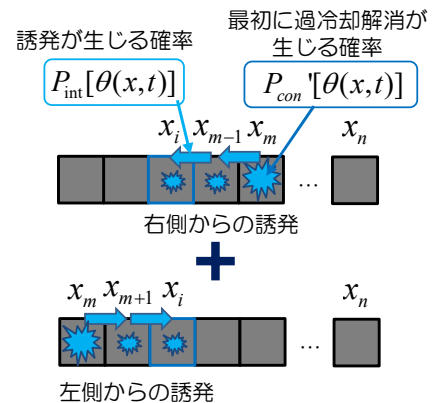 誘発が生じる確率
最初に過冷却解消が
生じる確率
P_int[θ(x,t)]
P_con'[θ(x,t)]
x_i x_{m-1} x_m x_n
...
右側からの誘発
+
x_m x_{m+1} x_i x_n
...
左側からの誘発